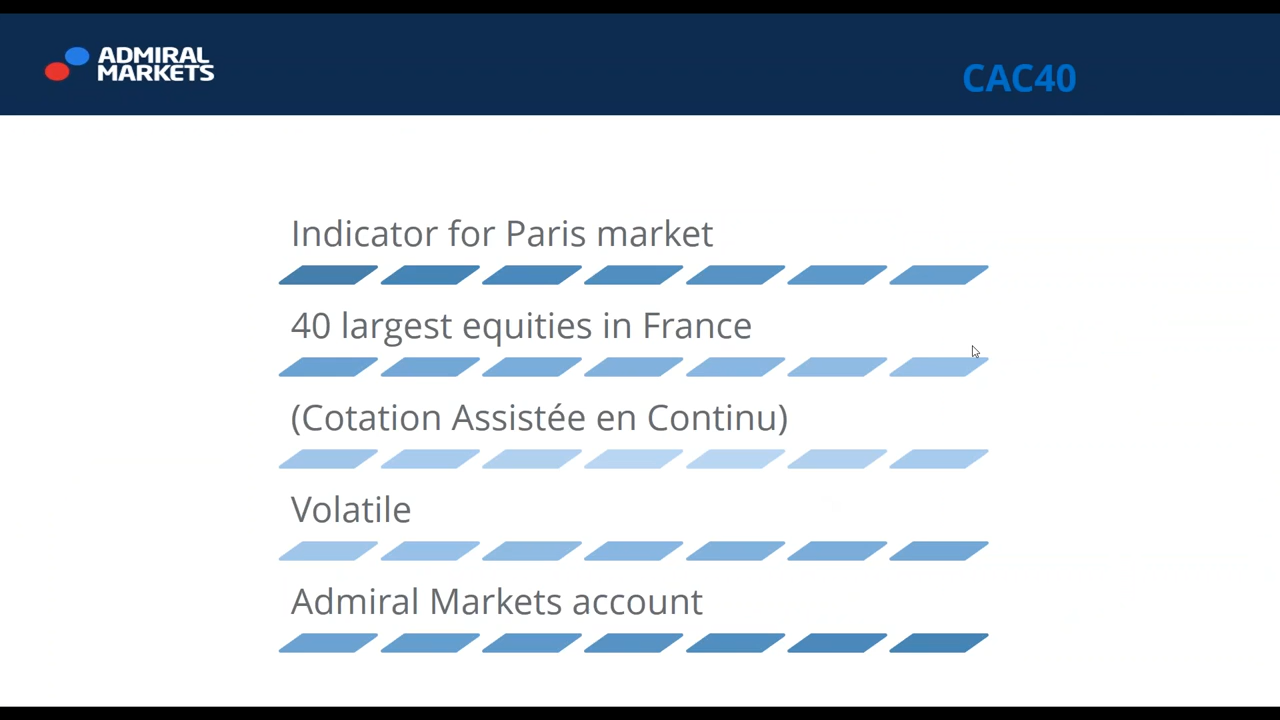 ADMIRAL
MARKETS
CAC40
Indicator for Paris market
40 largest equities in France
(Cotation Assistée en Continu)
Volatile
Admiral Markets account